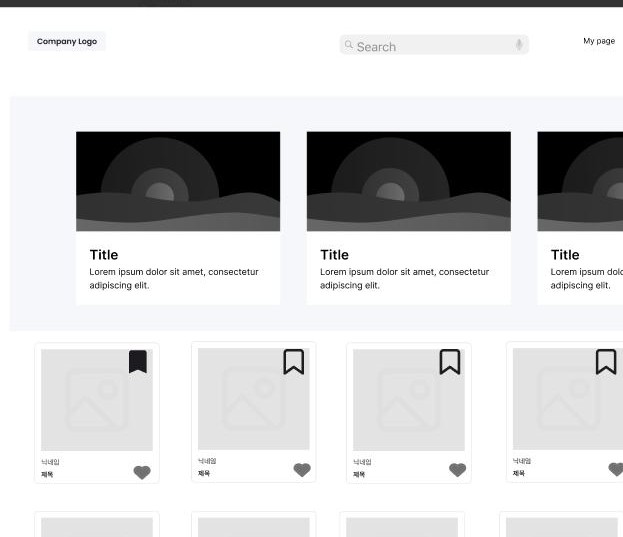 Company Logo
Search
My page
Title
Lorem ipsum dolor sit amet, consectetur
adipiscing elit.
Title
Lorem ipsum dolor sit amet, consectetur
adipiscing elit.
Title
Lorem ipsum dolo
adipiscing elit.
닉네임
제목
닉네임
제목
닉네임
제목
닉네임
제목